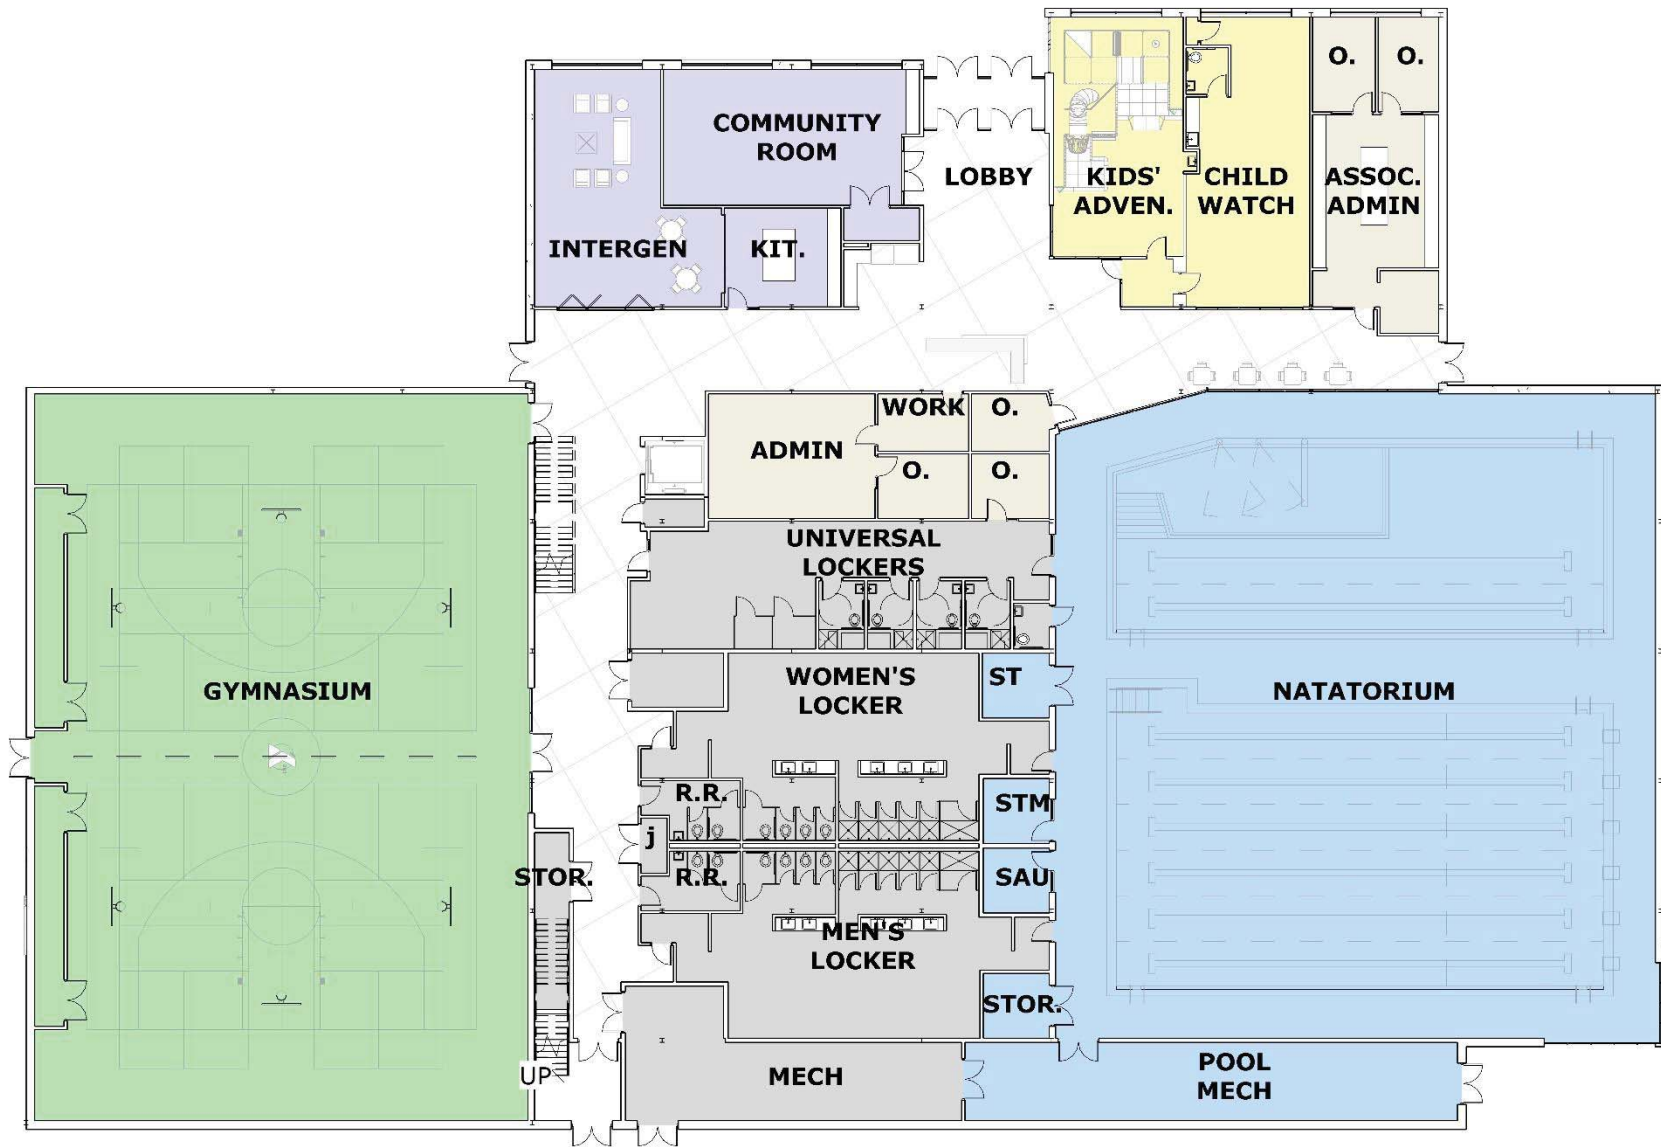 O.
O.
COMMUNITY
ROOM
LOBBY
KIDS'
ADVEN.
CHILD
WATCH
ASSOC.
ADMIN
INTERGEN
KIT.
WORK
O.
ADMIN
O.
O.
UNIVERSAL
LOCKERS
GYMNASIUM
WOMEN'S
LOCKER
ST
NATATORIUM
R.R.
STM
j
STOR.
R.R.
SAU
MEN'S
LOCKER
STOR.
UP
MECH
POOL
MECH